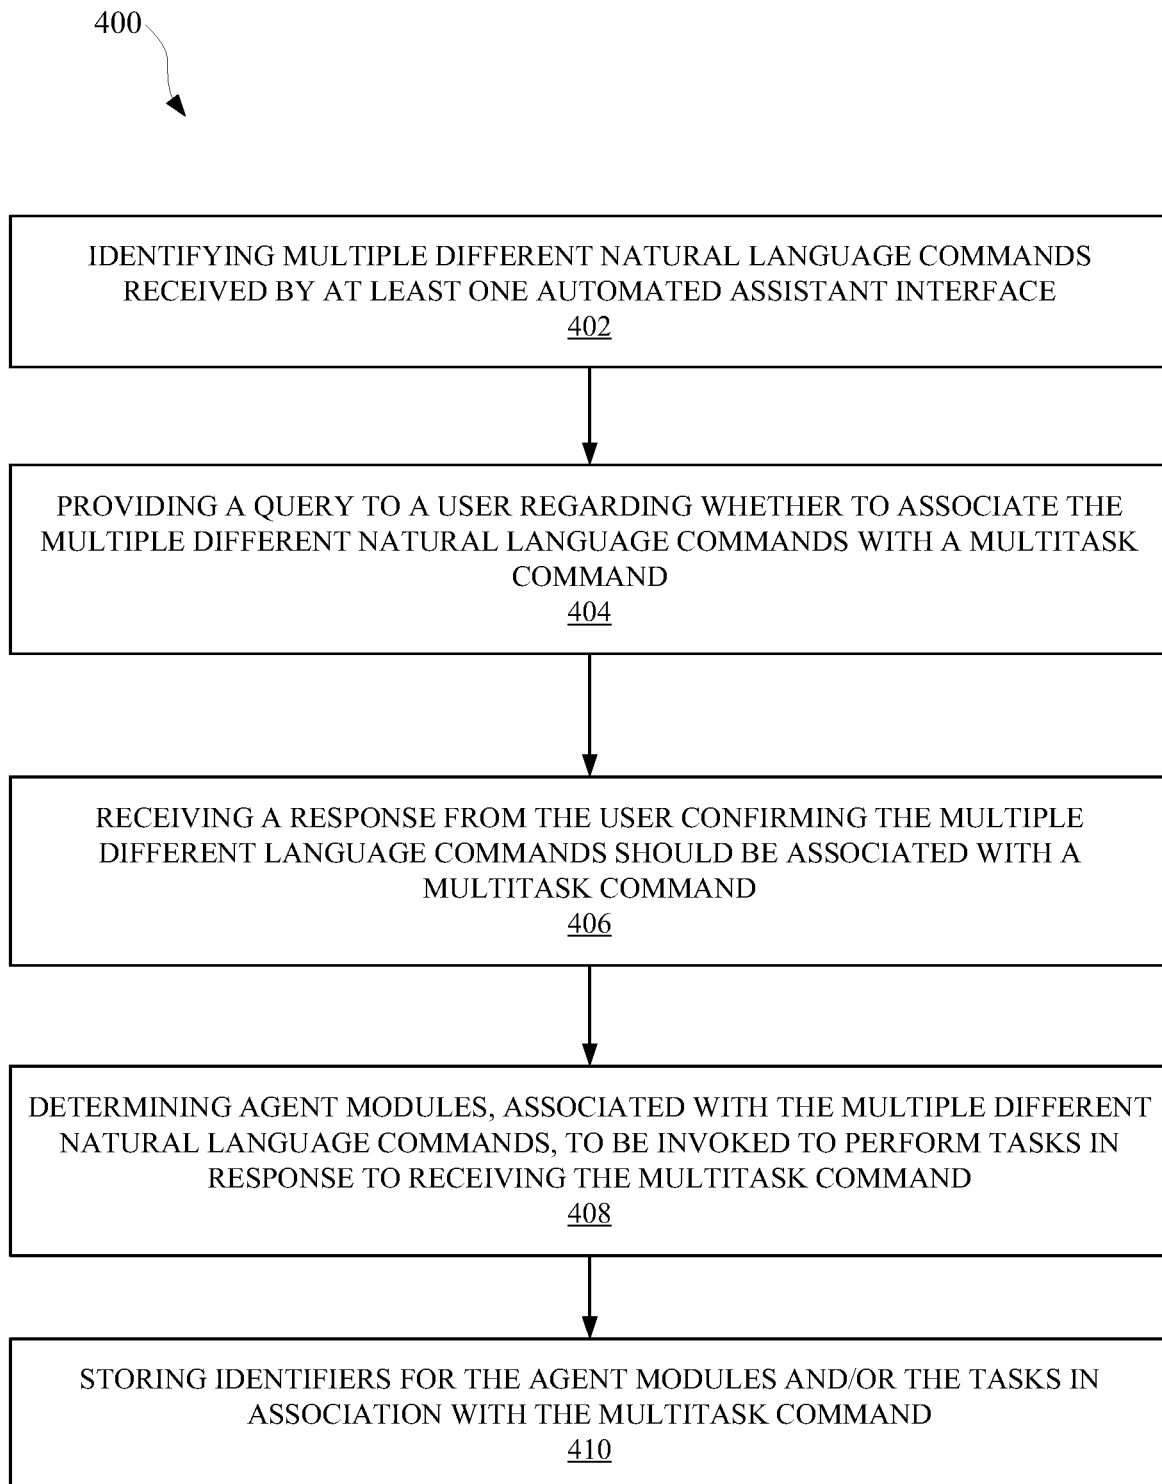 400
IDENTIFYING MULTIPLE DIFFERENT NATURAL LANGUAGE COMMANDS
RECEIVED BY AT LEAST ONE AUTOMATED ASSISTANT INTERFACE
402
PROVIDING A QUERY TO A USER REGARDING WHETHER TO ASSOCIATE THE
MULTIPLE DIFFERENT NATURAL LANGUAGE COMMANDS WITH A MULTITASK
COMMAND
404
RECEIVING A RESPONSE FROM THE USER CONFIRMING THE MULTIPLE
DIFFERENT LANGUAGE COMMANDS SHOULD BE ASSOCIATED WITH A
MULTITASK COMMAND
406
DETERMINING AGENT MODULES, ASSOCIATED WITH THE MULTIPLE DIFFERENT
NATURAL LANGUAGE COMMANDS, TO BE INVOKED TO PERFORM TASKS IN
RESPONSE TO RECEIVING THE MULTITASK COMMAND
408
STORING IDENTIFIERS FOR THE AGENT MODULES AND/OR THE TASKS IN
ASSOCIATION WITH THE MULTITASK COMMAND
410